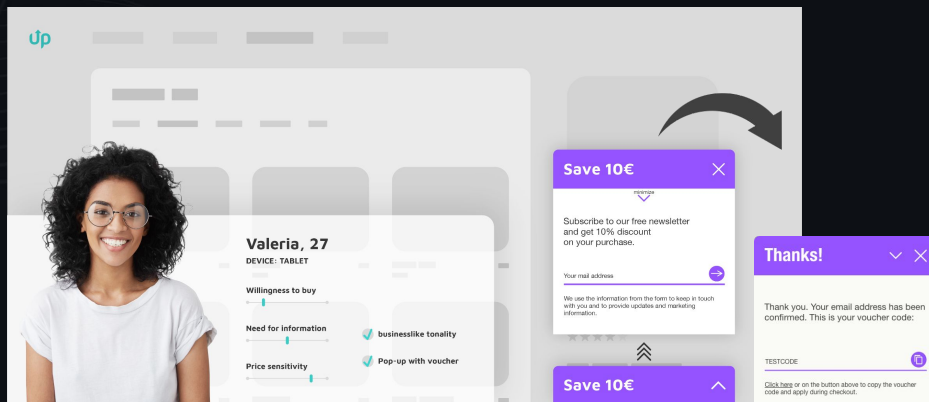 up
Valeria, 27
DEVICE: TABLET
Willingness to buy
Need for information
Price sensitivity
businesslike tonality
Pop-up with voucher
Save 10€
minimize
Subscribe to our free newsletter
and get 10% discount
on your purchase.
Your mail address
We use the information from the form to keep in touch
with you and to provide updates and marketing
information.
Save 10€
Thanks!
Thank you. Your email address has been
confirmed. This is your voucher code:
TESTCODE
Click here or on the button above to copy the voucher
code and apply during checkout.